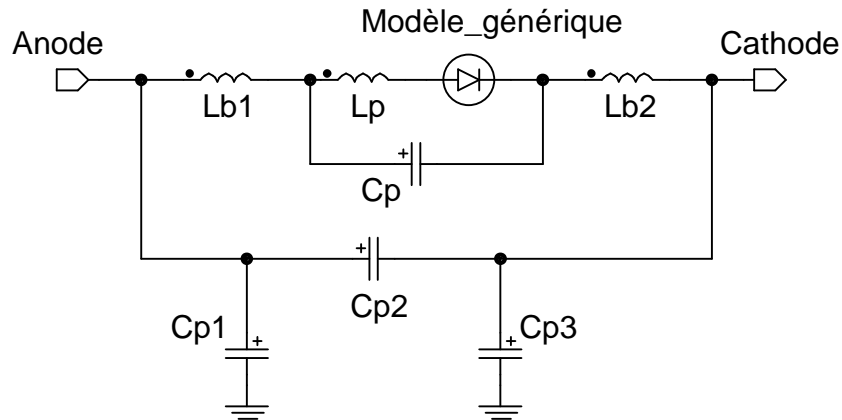 Modèle_générique
Anode
Cathode
Lb1
Lp
Lb2
+
Cp
+
Cp2
Cp1
+
+
Cp3